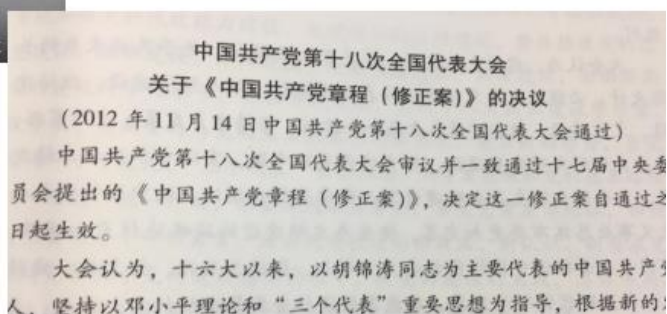 中国共产党第十八次全国代表大会
关于《中国共产党章程（修正案）》的决议
（2012 年 11 月 14 日中国共产党第十八次全国代表大会通过）
中国共产党第十八次全国代表大会审议并一致通过十七届中央委
员会提出的《中国共产党章程（修正案）》，决定这一修正案自通过之
日起生效。
大会认为，十六大以来，以胡锦涛同志为主要代表的中国共产党
人，坚持以邓小平理论和“三个代表”重要思想为指导，根据新的